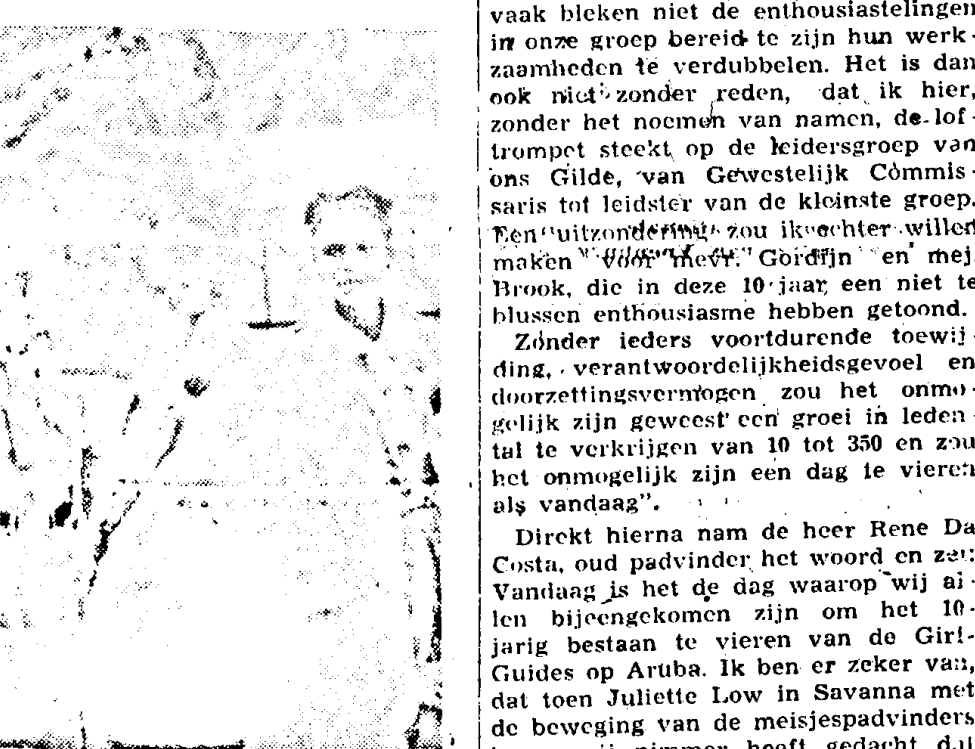 vaak bleken niet de enthousiastelingen
in onze groep bereid te zijn hun werk-
zaamheden te verdubbelen. Het is dan
ook niet zonder reden, dat ik hier,
zonder het noemen van namen, de lof-
trompet steekt op de leidersgroep van
ons Gilde, van Gewestelijk Commis-
saris tot leidster van de kleinste groep.
Een uitzondering zou ik echter willen
maken voor mevr. Gordijn en mej.
Brook, die in deze 10 jaar een niet te
blussen enthousiasme hebben getoond.
Zonder ieders voortdurende toewij-
ding, verantwoordelijkheidsgevoel en
doorzettingsvermogen zou het onmo-
gelijk zijn geweest een groei in leden-
tal te verkrijgen van 10 tot 350 en zou
het onmogelijk zijn een dag te vieren
als vandaag".
Direkt hierna nam de heer Rene Da
Costa, oud padvinder het woord en zei:
Vandaag is het de dag waarop wij al-
len bijeengekomen zijn om het 10-
jarig bestaan te vieren van de Girl-
Guides op Aruba. Ik ben er zeker van,
dat toen Juliette Low in Savanna met
de beweging van de meisjespadvinders
nimmer heeft gedacht dat